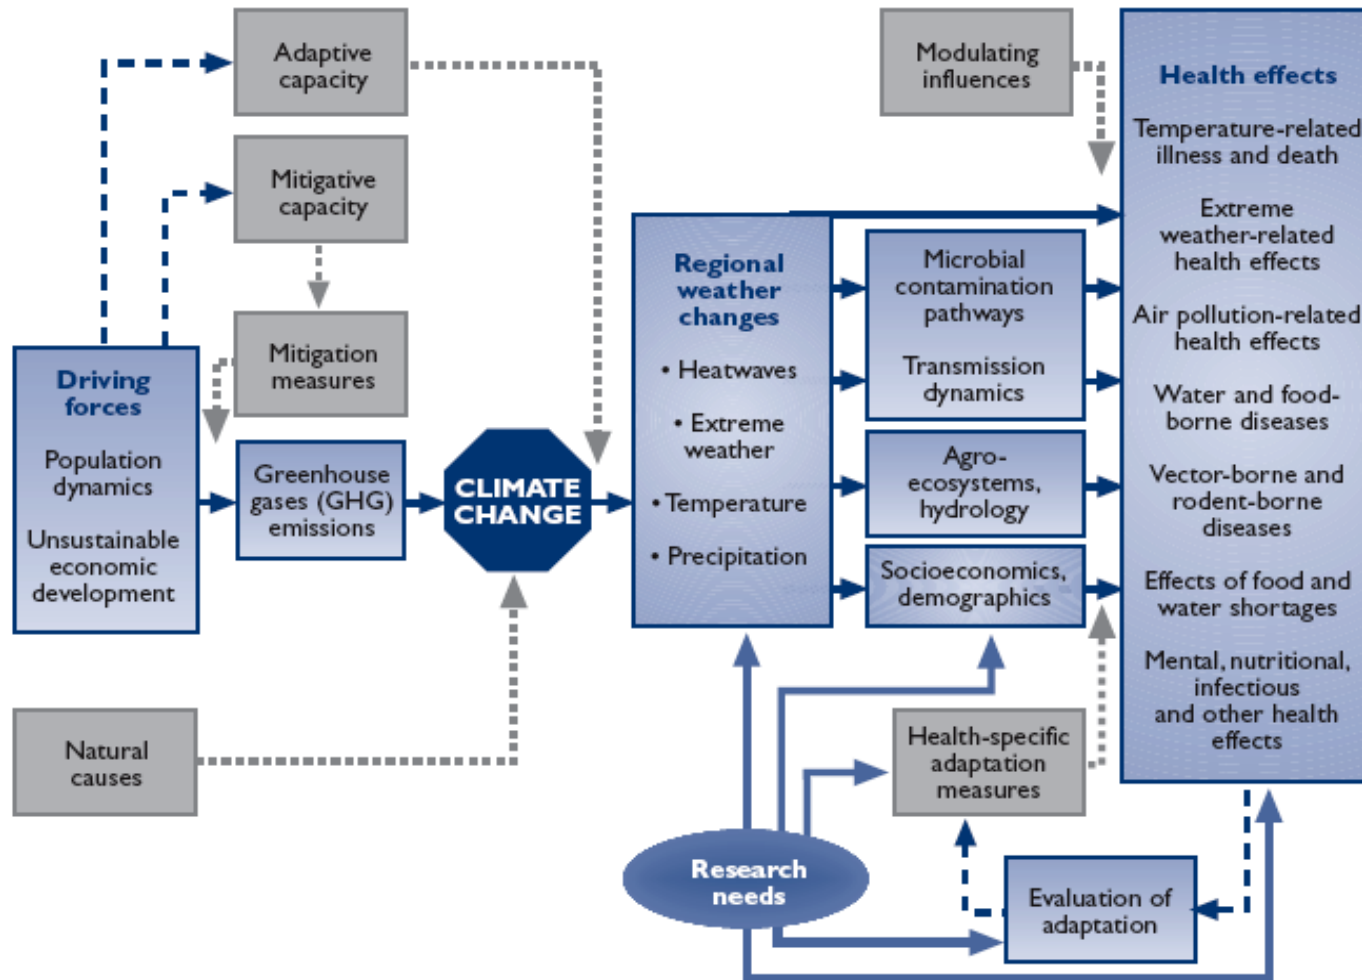 Adaptive
capacity
Mitigative
capacity
Mitigation
measures
Driving
forces
Population
dynamics
Unsustainable
economic
development
Greenhouse
gases (GHG)
emissions
CLIMATE
CHANGE
Natural
causes
Regional
weather
changes
• Heatwaves
• Extreme
weather
• Temperature
• Precipitation
Modulating
influences
Microbial
contamination
pathways
Transmission
dynamics
Agro-
ecosystems,
hydrology
Socioeconomics,
demographics
Health-specific
adaptation
measures
Research
needs
Evaluation of
adaptation
Health effects
Temperature-related
illness and death
Extreme
weather-related
health effects
Air pollution-related
health effects
Water and food-
borne diseases
Vector-borne and
rodent-borne
diseases
Effects of food and
water shortages
Mental, nutritional,
infectious
and other health
effects